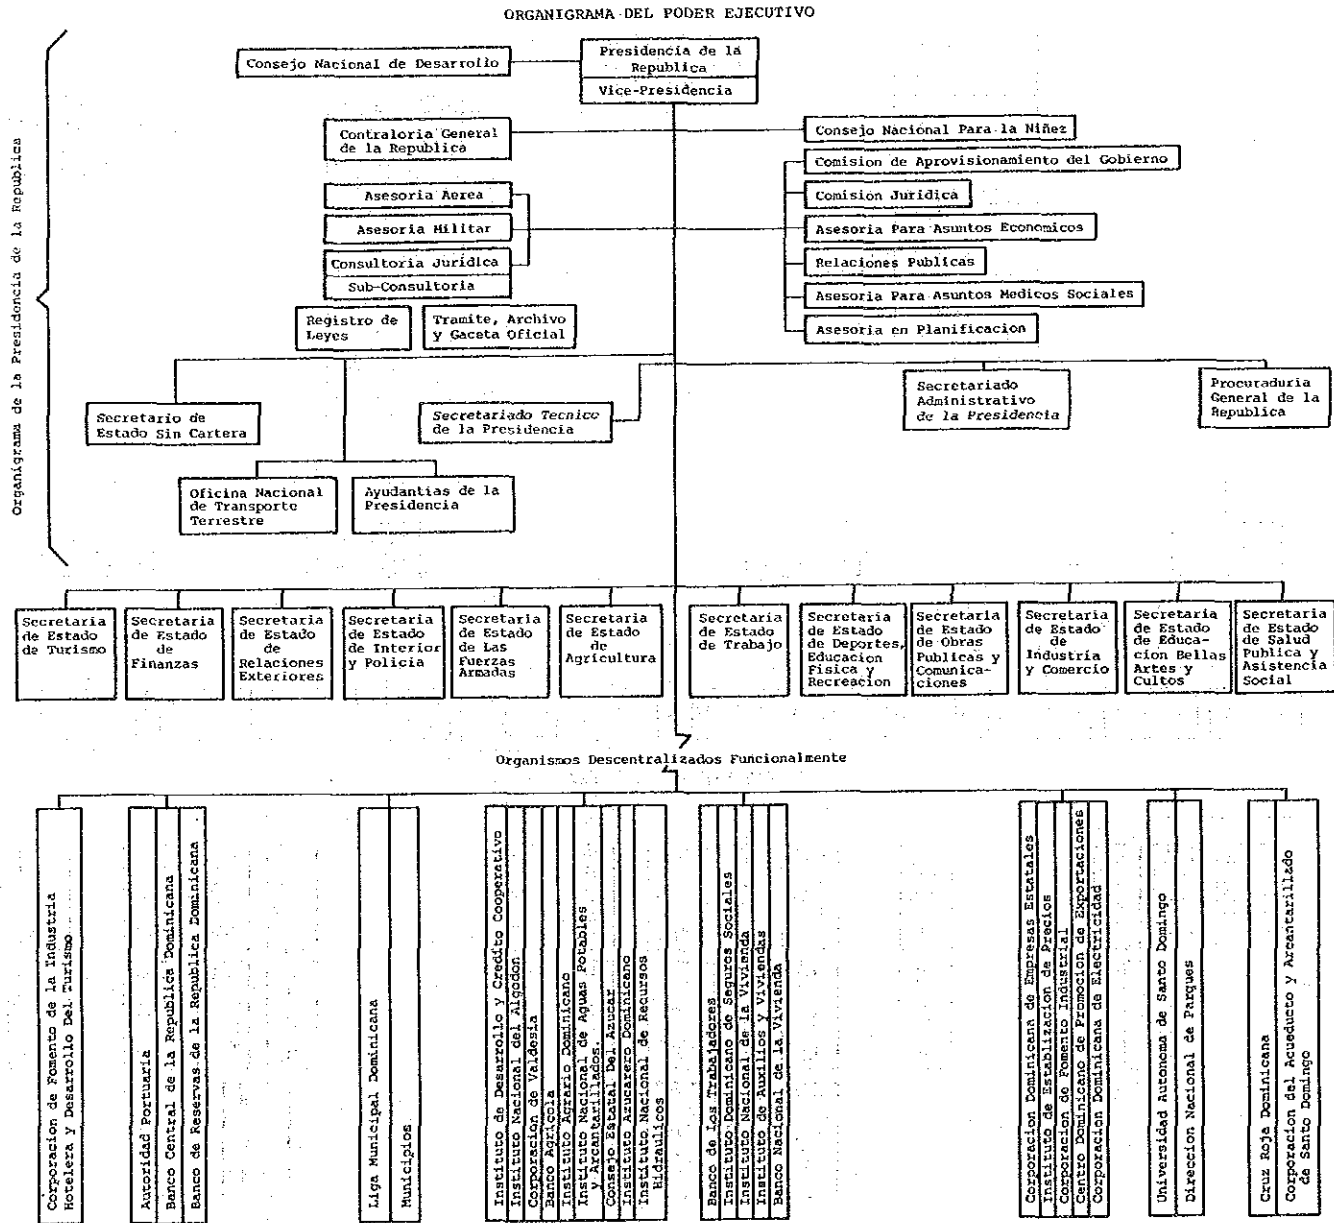 ORGANIGRAMA DEL PODER EJECUTIVO
Organigrama de la Presidencia de la Republica
Consejo Nacional de Desarrollo
Presidencia de la
Republica
Vice-Presidencia
Contraloria General
de la Republica
Consejo Nacional Para la Niñez
Comision de Aprovisionamiento del Gobierno
Asesoria Aerea
Comision Juridica
Asesoria Militar
Asesoria Para Asuntos Economicos
Consultoria Juridica
Sub-Consultoria
Relaciones Publicas
Asesoria Para Asuntos Medicos Sociales
Registro de
Leyes
Tramite, Archivo
y Gaceta Oficial
Asesoria en Planificacion
Secretario de
Estado Sin Cartera
Secretariado Tecnico
de la Presidencia
Secretariado
Administrativo
de la Presidencia
Procuraduria
General de la
Republica
Oficina Nacional
de Transporte
Terrestre
Ayudantias de la
Presidencia
Secretaria
de Estado
de Turismo
Secretaria
de Estado
de
Finanzas
Secretaria
de Estado
de
Relaciones
Exteriores
Secretaria
de Estado
de Interior
y Policia
Secretaria
de Estado
de Las
Fuerzas
Armadas
Secretaria
de Estado
de
Agricultura
Secretaria
de Estado
de Trabajo
Secretaria
de Estado
de Deportes,
Educacion
Fisica y
Recreacion
Secretaria
de Estado
de Obras
Publicas y
Comunica-
ciones
Secretaria
de Estado
de
Industria
y Comercio
Secretaria
de Estado
de Educa-
cion Bellas
Artes y
Cultos
Secretaria
de Estado
de Salud
Publica y
Asistencia
Social
Organismos Descentralizados Funcionalmente
Corporacion de Fomento de la Industria
Hotelera y Desarrollo Del Turismo
Autoridad Portuaria
Banco Central de la Republica Dominicana
Banco de Reservas de la Republica Dominicana
Liga Municipal Dominicana
Municipios
Instituto de Desarrollo y Credito Cooperativo
Instituto Nacional del Algodon
Corporacion de Valdesia
Banco Agricola
Instituto Agrario Dominicano
Instituto Nacional de Aguas Potables
y Arcantarillados.
Consejo Estatal Del Azucar
Instituto Azucarero Dominicano
Instituto Nacional de Recursos
Hidraulicos
Banco de Los Trabajadores
Instituto Dominicano de Seguros Sociales
Instituto Nacional de la Vivienda
Instituto de Auxilios y Viviendas
Banco Nacional de la Vivienda
Corporacion Dominicana de Empresas Estatales
Instituto de Establizacion de Precios
Corporacion de Fomento Industrial
Centro Dominicano de Promocion de Exportaciones
Corporacion Dominicana de Electricidad
Universidad Autonoma de Santo Domingo
Direccion Nacional de Parques
Cruz Roja Dominicana
Corporacion del Acueducto y Arcantarillado
de Santo Domingo